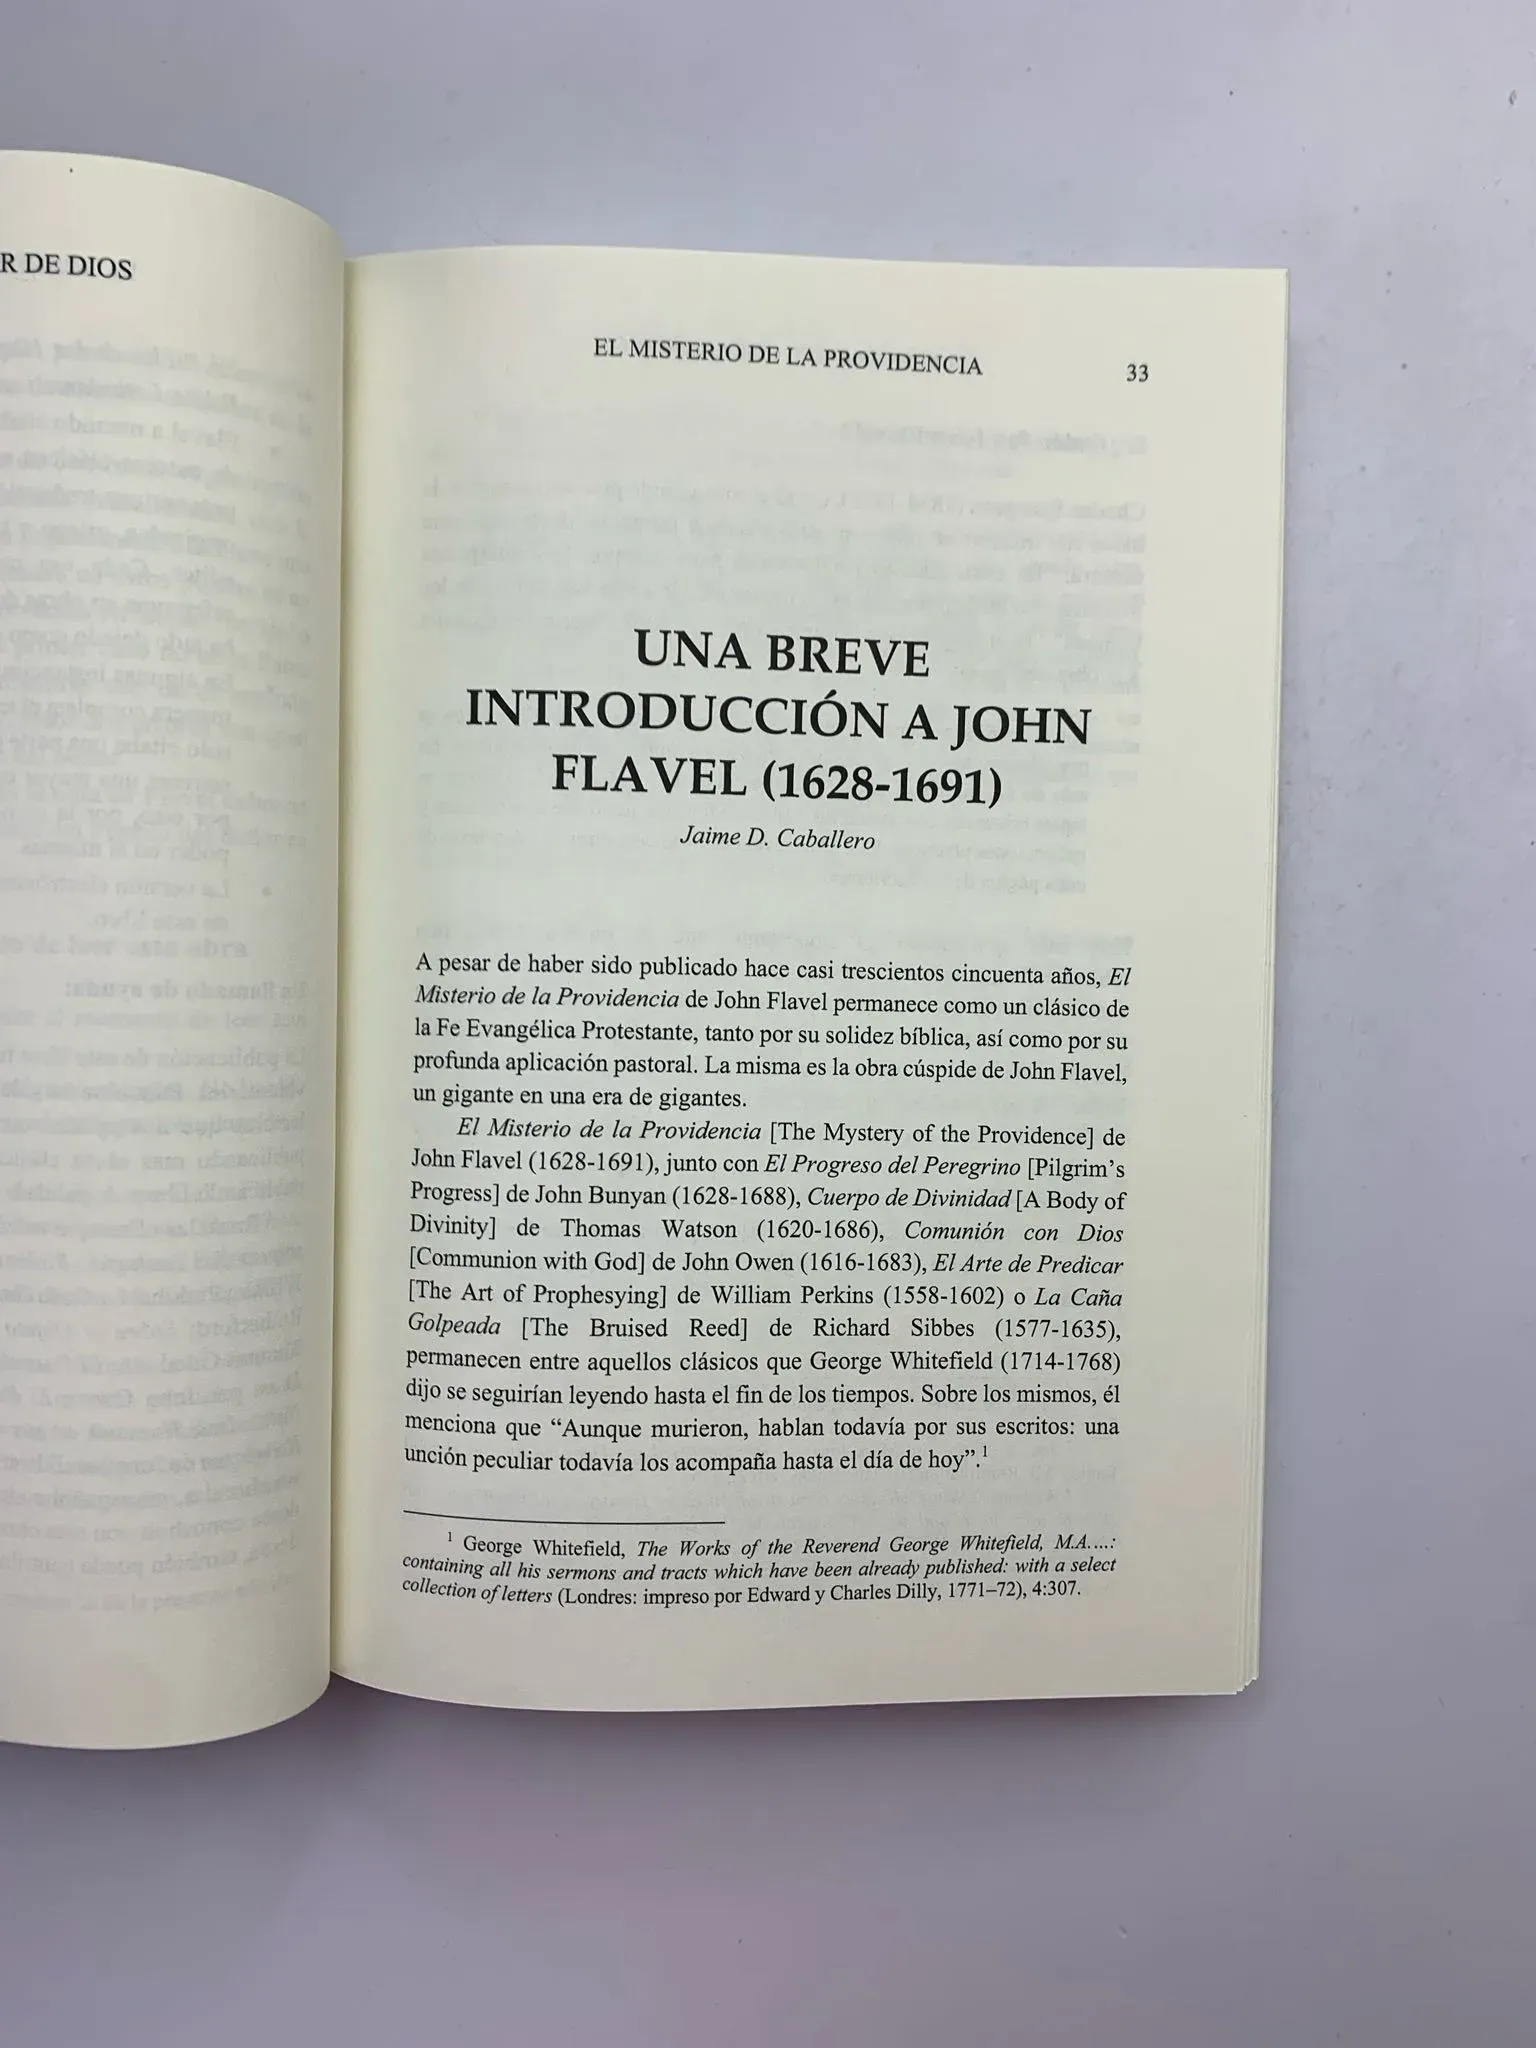 R DE DIOS
EL MISTERIO DE LA PROVIDENCIA 33
UNA BREVE
INTRODUCCIÓN A JOHN
FLAVEL (1628-1691)
Jaime D. Caballero
A pesar de haber sido publicado hace casi trescientos cincuenta años, El
Misterio de la Providencia de John Flavel permanece como un clásico de
la Fe Evangélica Protestante, tanto por su solidez bíblica, así como por su
profunda aplicación pastoral. La misma es la obra cúspide de John Flavel,
un gigante en una era de gigantes.
El Misterio de la Providencia [The Mystery of the Providence] de
John Flavel (1628-1691), junto con El Progreso del Peregrino [Pilgrim’s
Progress] de John Bunyan (1628-1688), Cuerpo de Divinidad [A Body of
Divinity] de Thomas Watson (1620-1686), Comunión con Dios
[Communion with God] de John Owen (1616-1683), El Arte de Predicar
[The Art of Prophesying] de William Perkins (1558-1602) o La Caña
Golpeada [The Bruised Reed] de Richard Sibbes (1577-1635),
permanecen entre aquellos clásicos que George Whitefield (1714-1768)
dijo se seguirían leyendo hasta el fin de los tiempos. Sobre los mismos, él
menciona que “Aunque murieron, hablan todavía por sus escritos: una
unción peculiar todavía los acompaña hasta el día de hoy”.1
1 George Whitefield, The Works of the Reverend George Whitefield, M.A....:
containing all his sermons and tracts which have been already published: with a select
collection of letters (Londres: impreso por Edward y Charles Dilly, 1771–72), 4:307.